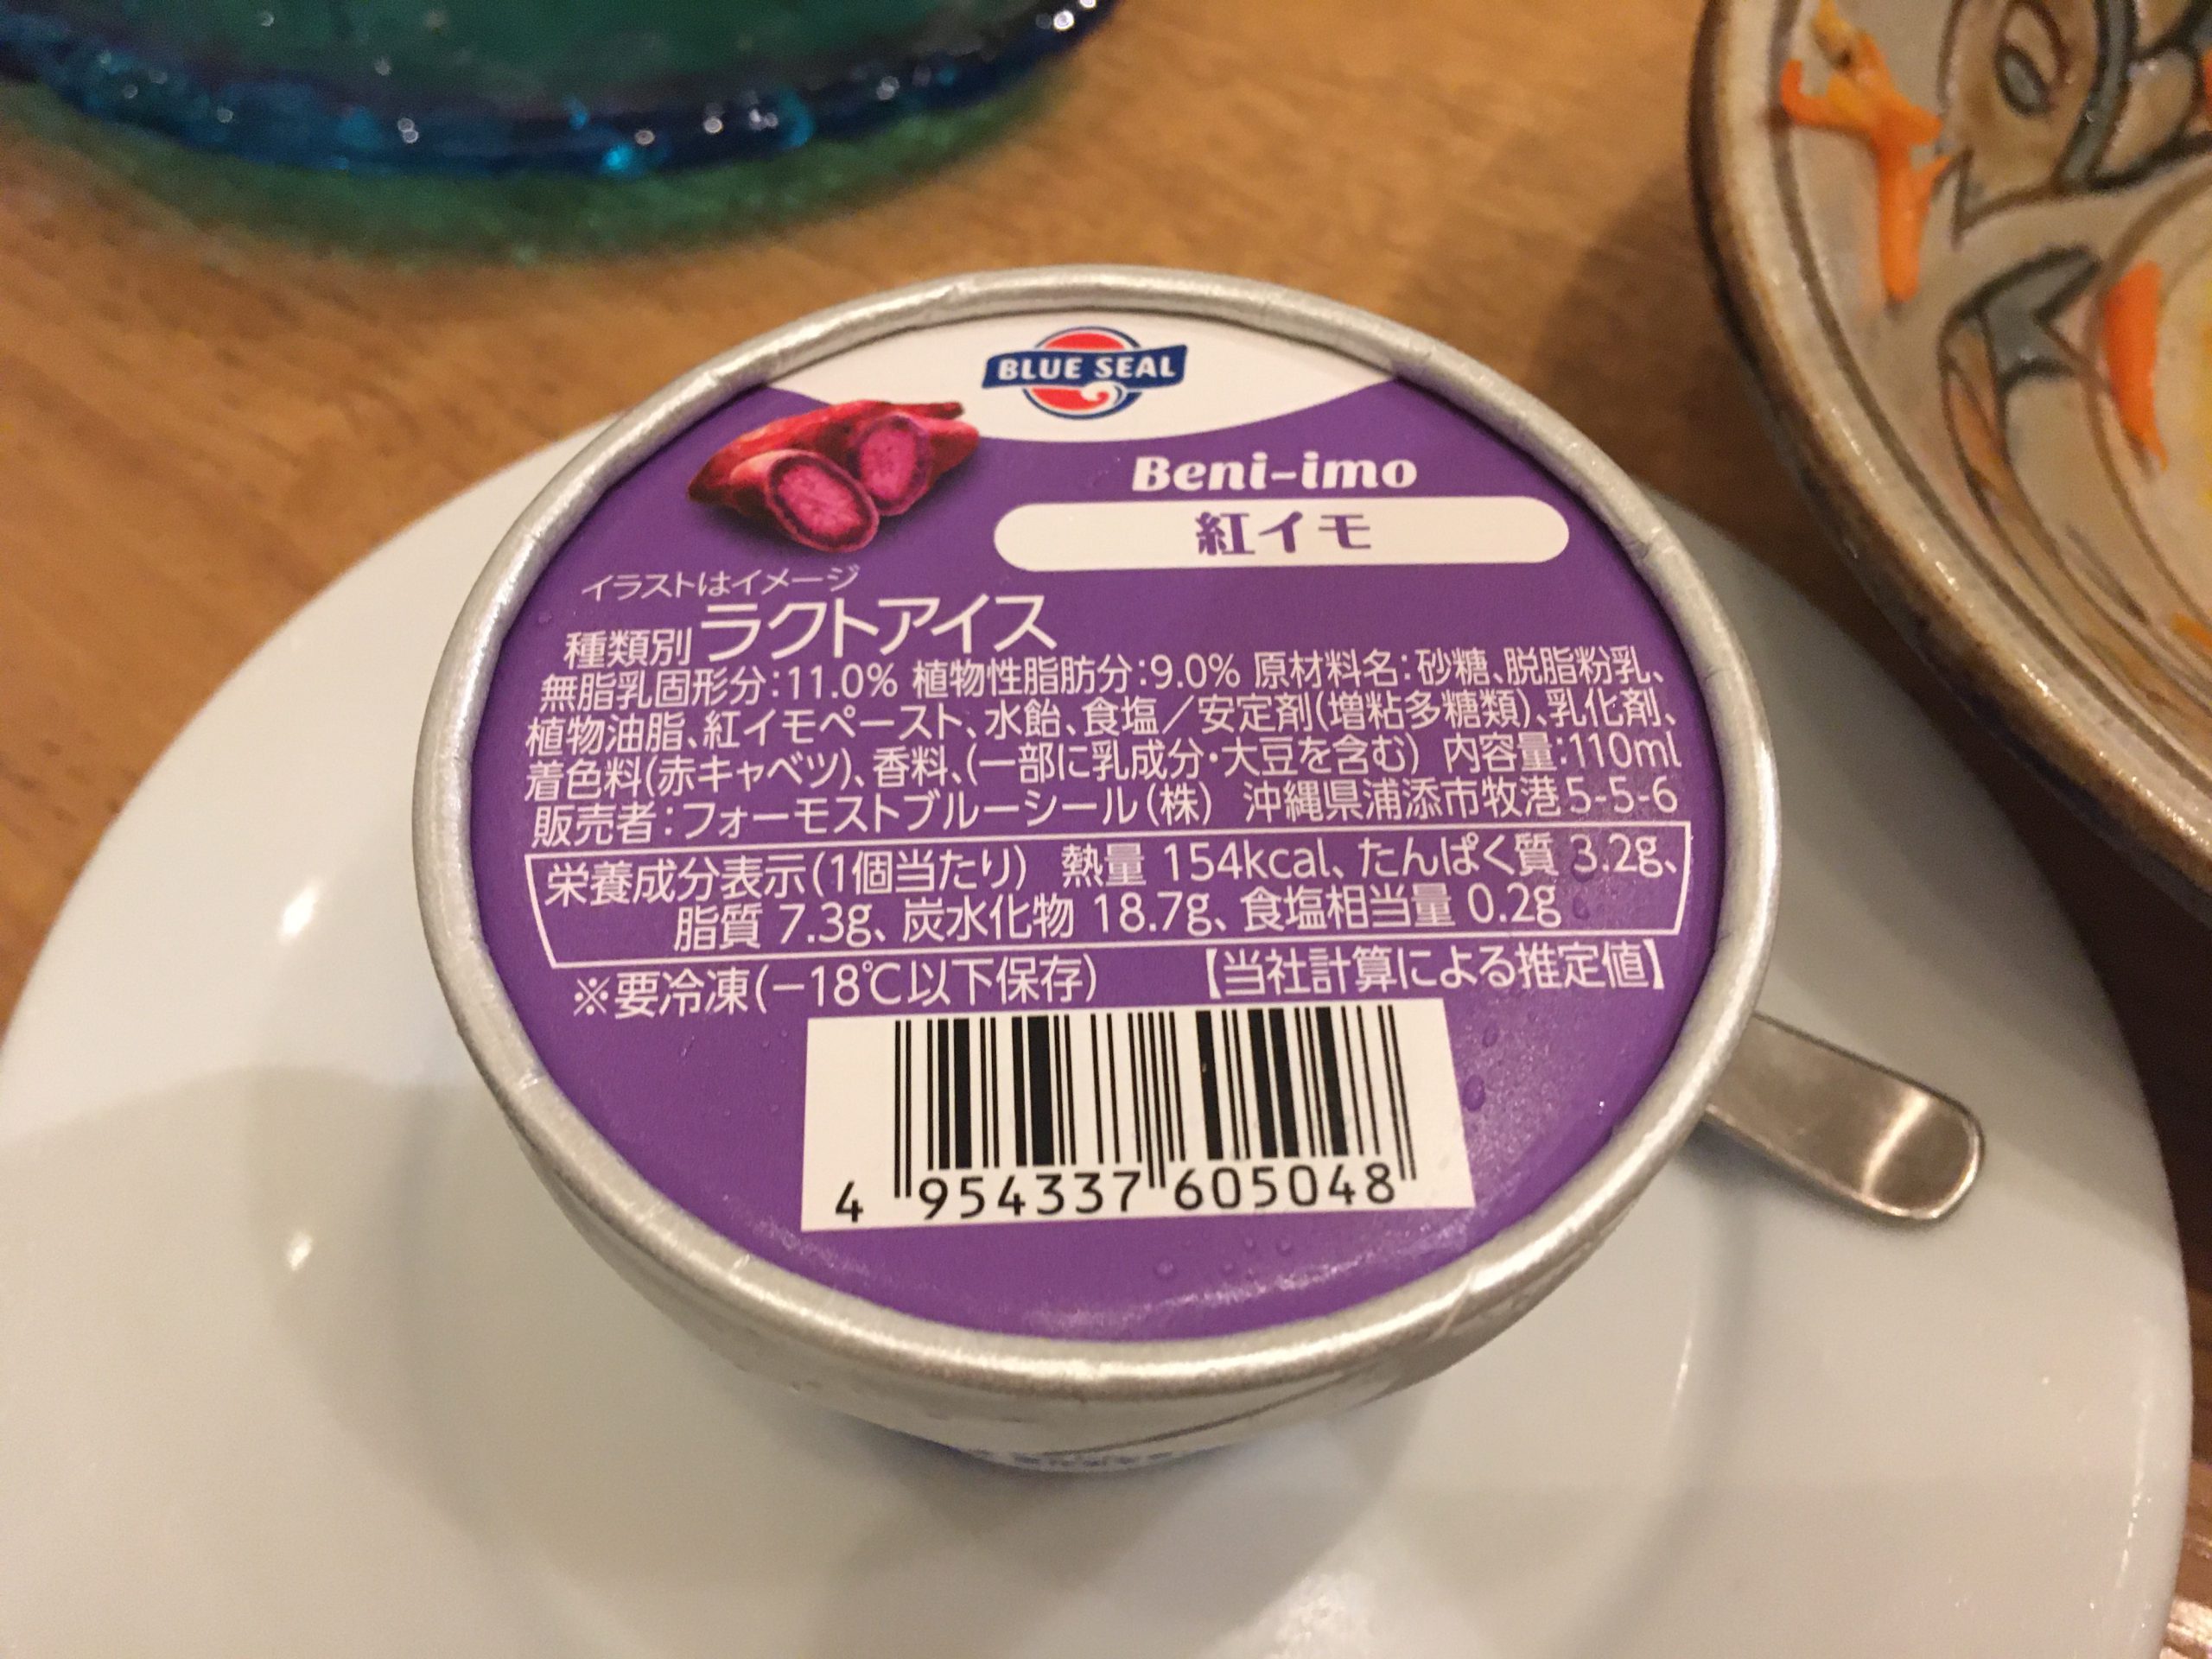 BLUE SEAL
Beni-imo
紅イモ
イラストはイメージ
種類別 ラクトアイス
無脂乳固形分:11.0% 植物性脂肪分:9.0% 原材料名:砂糖、脱脂粉乳、
植物油脂、紅イモペースト、水飴、食塩/安定剤(増粘多糖類)、乳化剤、
着色料(赤キャベツ)、香料、(一部に乳成分・大豆を含む) 内容量:110ml
販売者:フォーモストブルーシール(株) 沖縄県浦添市牧港5-5-6
栄養成分表示(1個当たり) 熱量 154kcal、たんぱく質 3.2g、
脂質 7.3g、炭水化物 18.7g、食塩相当量 0.2g
※要冷凍(−18℃以下保存) 【当社計算による推定値】
4 954337 605048